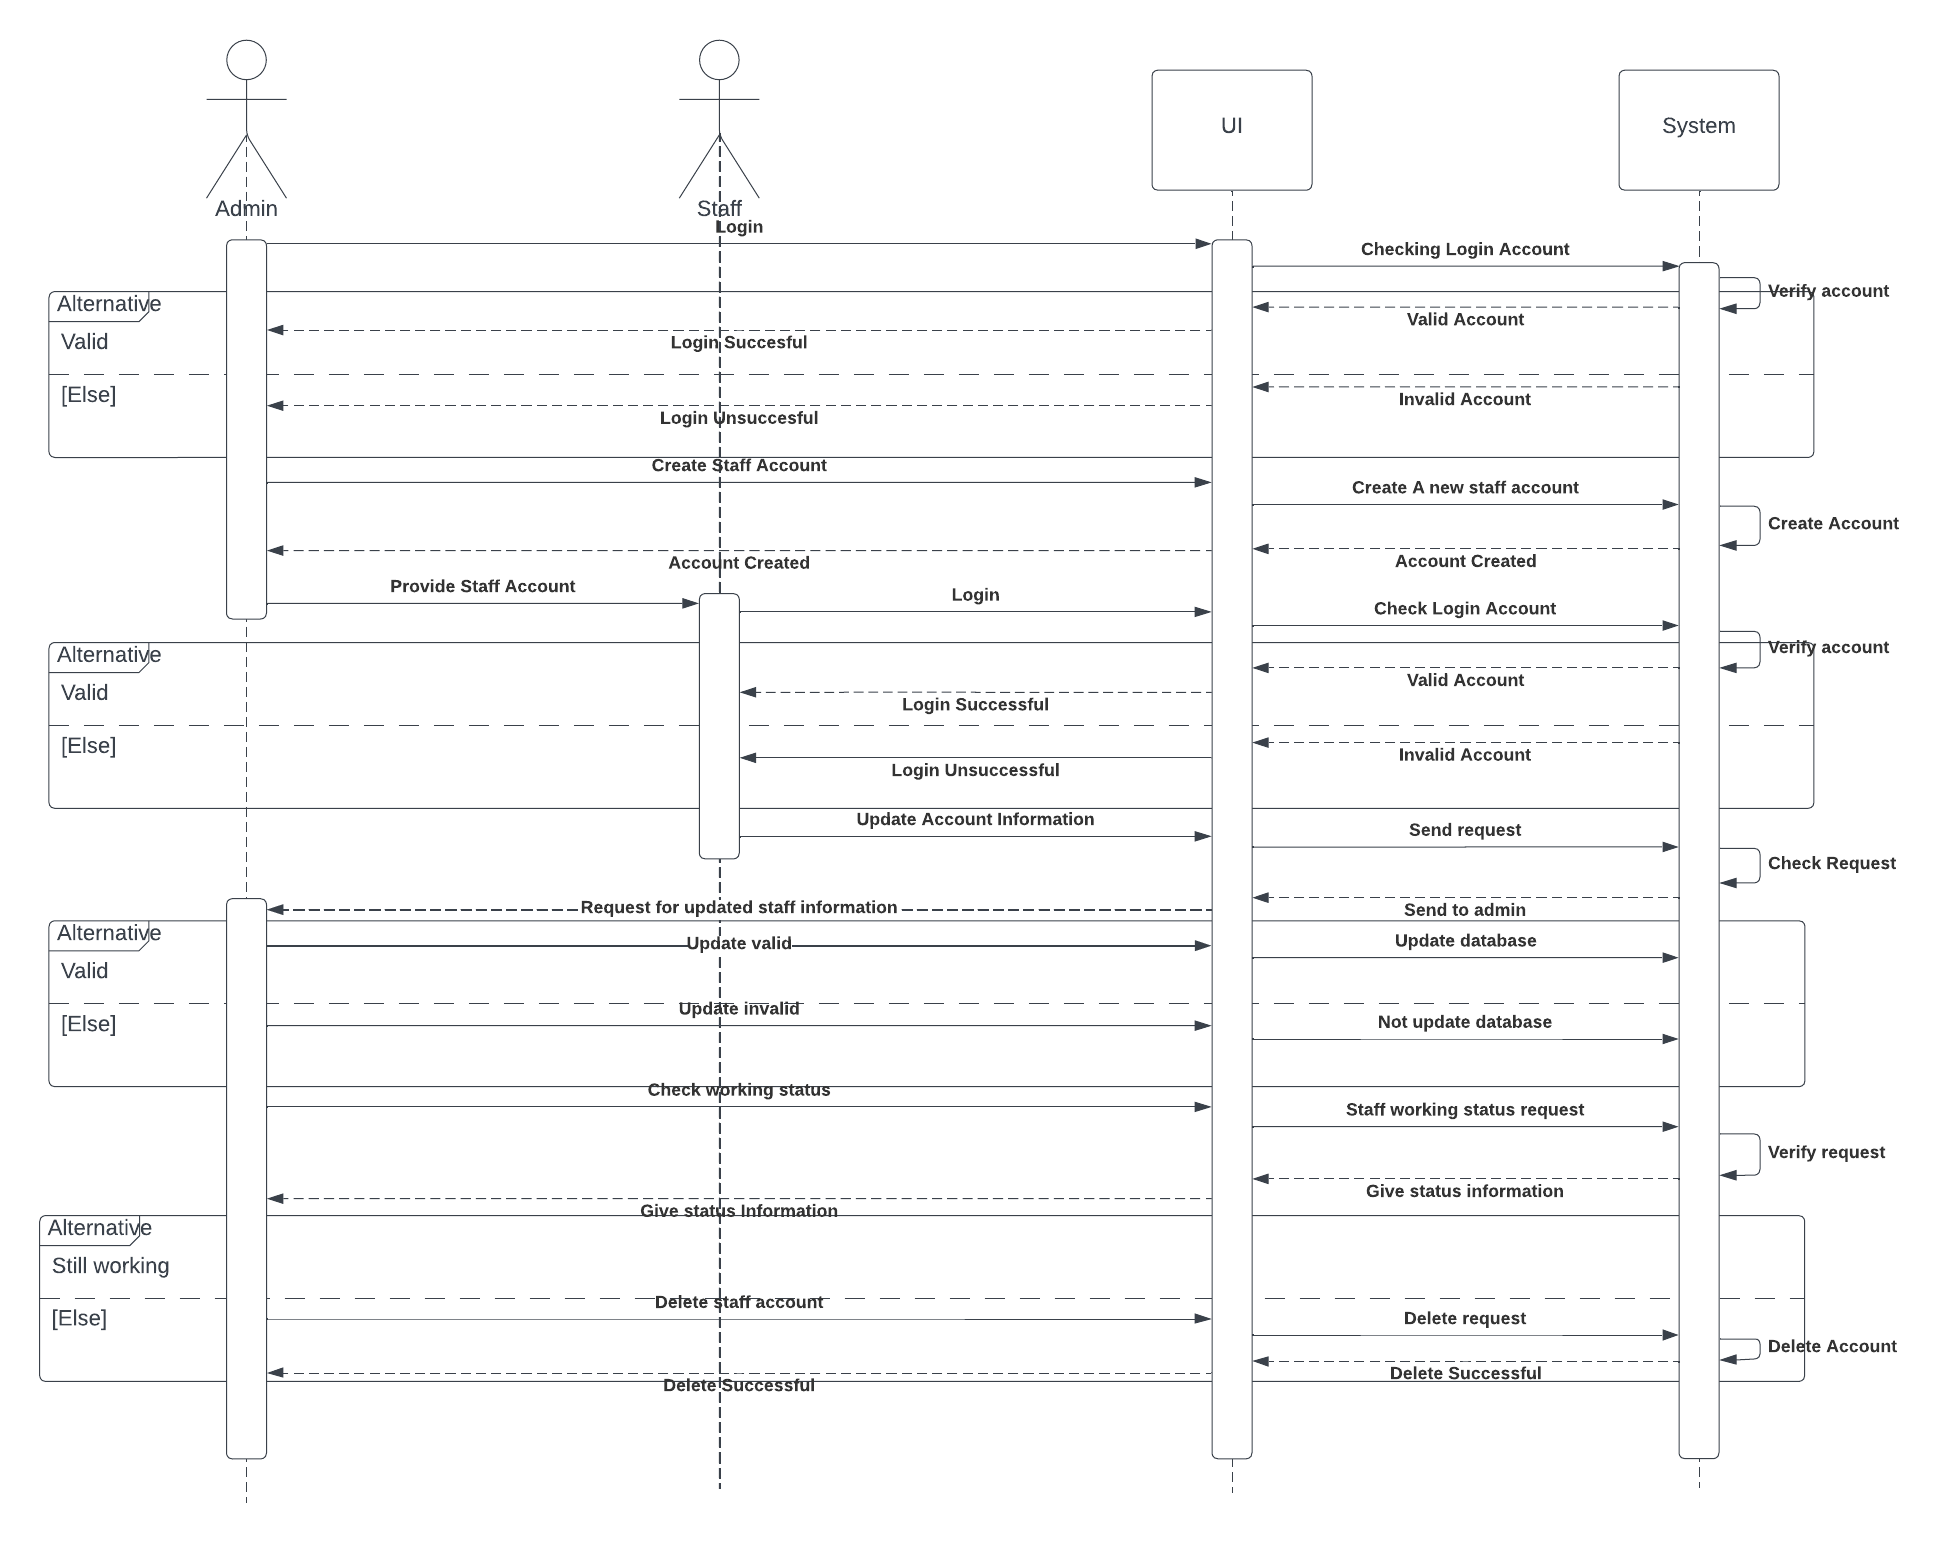 Admin
Staff
UI
System
Login
Checking Login Account
Verify account
Alternative
Valid Account
Valid
Login Succesful
[Else]
Invalid Account
Login Unsuccesful
Create Staff Account
Create A new staff account
Create Account
Account Created
Account Created
Provide Staff Account
Login
Check Login Account
Verify account
Alternative
Valid Account
Valid
Login Successful
[Else]
Invalid Account
Login Unsuccessful
Update Account Information
Send request
Check Request
Request for updated staff information
Send to admin
Alternative
Update valid
Update database
Valid
Update invalid
[Else]
Not update database
Check working status
Staff working status request
Verify request
Give status information
Give status Information
Alternative
Still working
Delete staff account
[Else]
Delete request
Delete Account
Delete Successful
Delete Successful